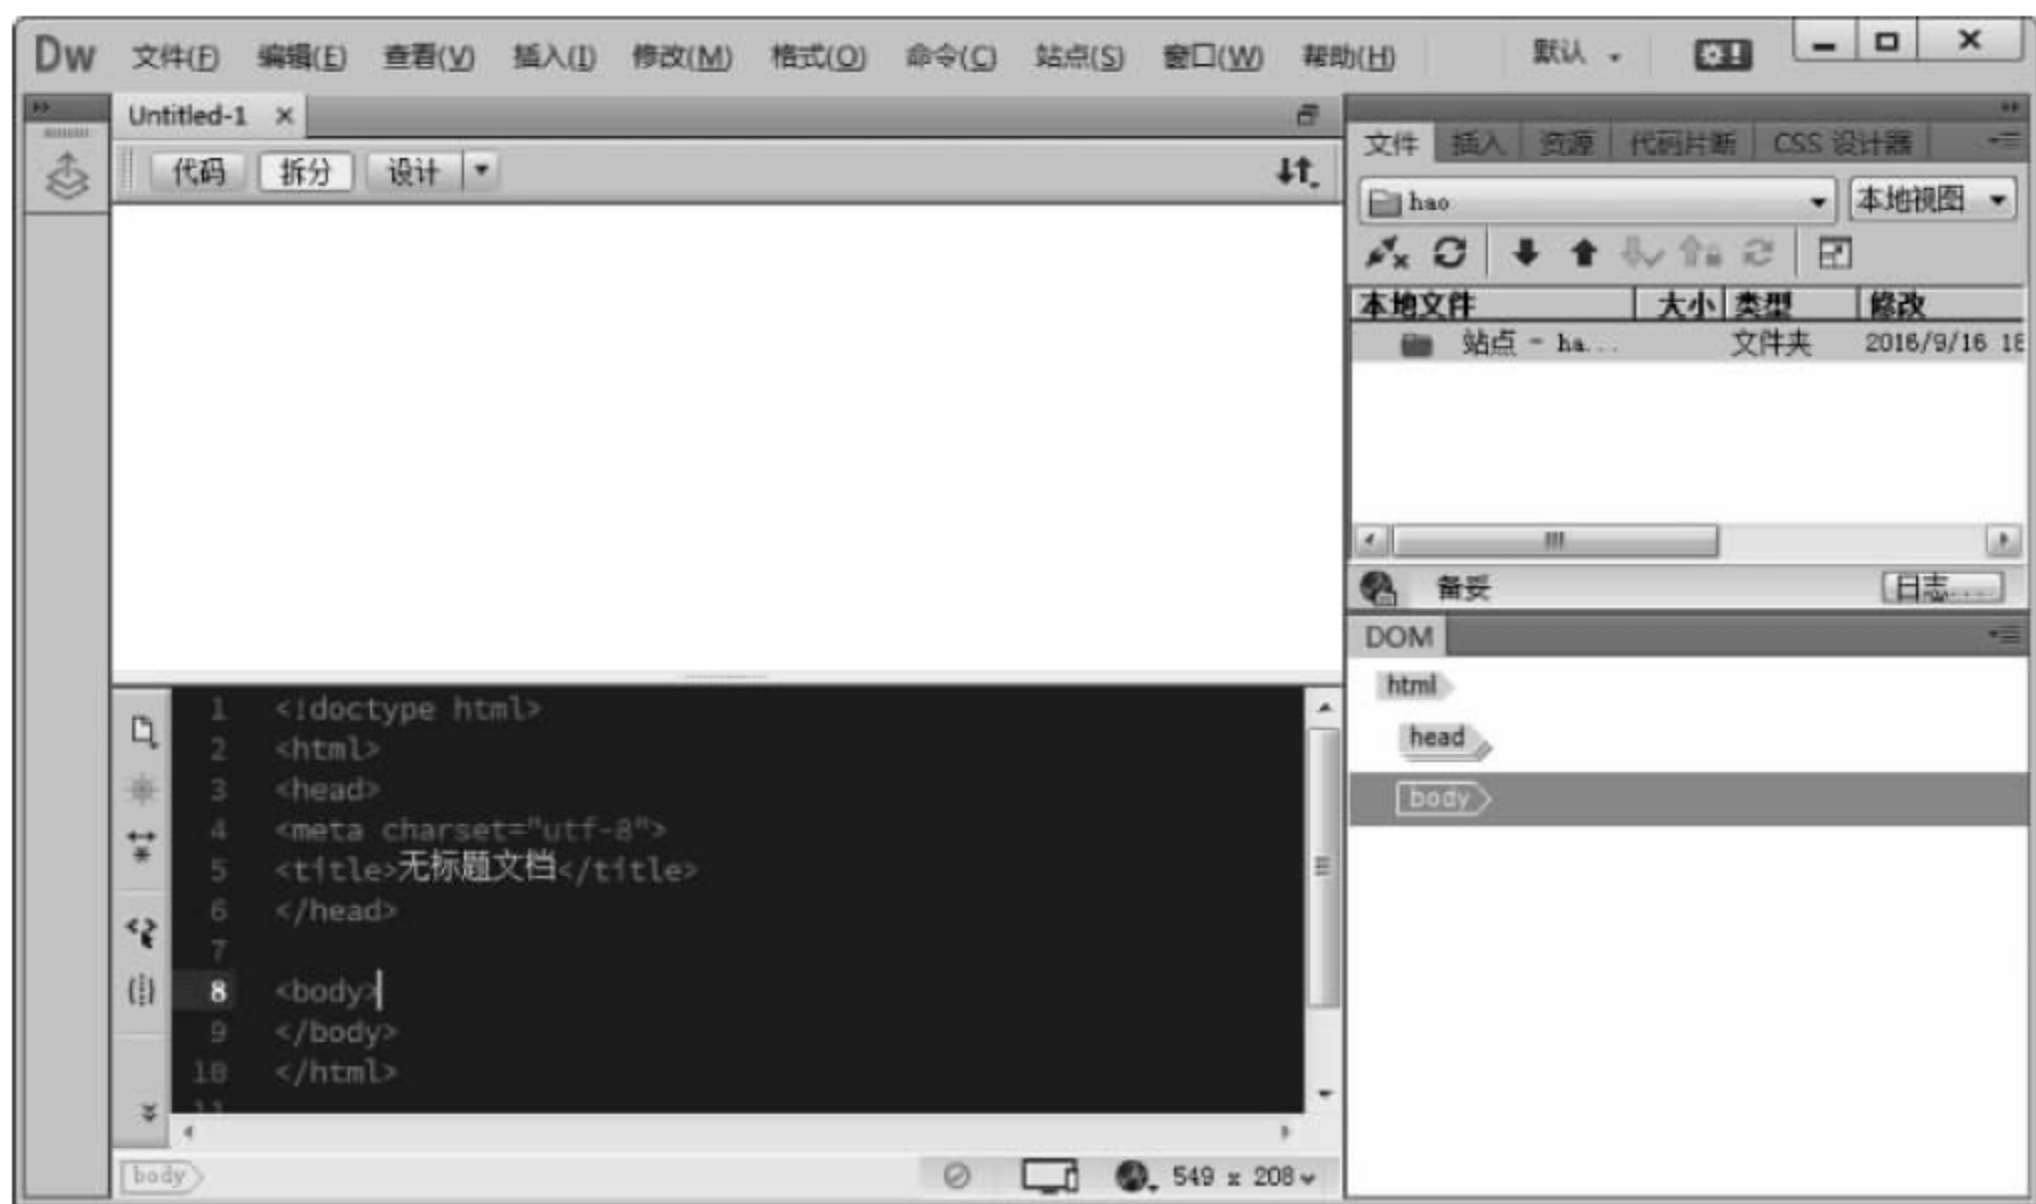 Dw 文件(F) 编辑(E) 查看(V) 插入(I) 修改(M) 格式(O) 命令(C) 站点(S) 窗口(W) 帮助(H) 默认
Untitled-1 ×
代码 拆分 设计
文件 插入 资源 代码片断 CSS 设计器
hao 本地视图
本地文件 大小 类型 修改
站点 - ha... 文件夹 2016/9/16 18
备妥 日志...
DOM
html
head
body
1 <!doctype html>
2 <html>
3 <head>
4 <meta charset="utf-8">
5 <title>无标题文档</title>
6 </head>
7
8 <body>
9 </body>
10 </html>
11
body 549 x 208